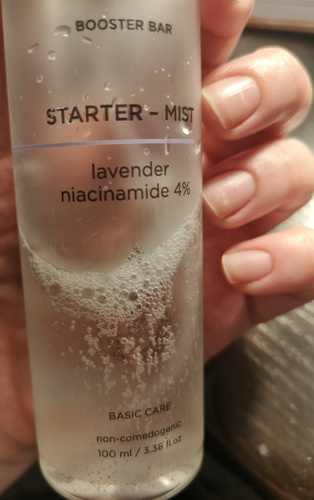 BOOSTER BAR
STARTER - MIST
lavender
niacinamide 4%
BASIC CARE
non-comedogenic
100 ml / 3.38 fl oz